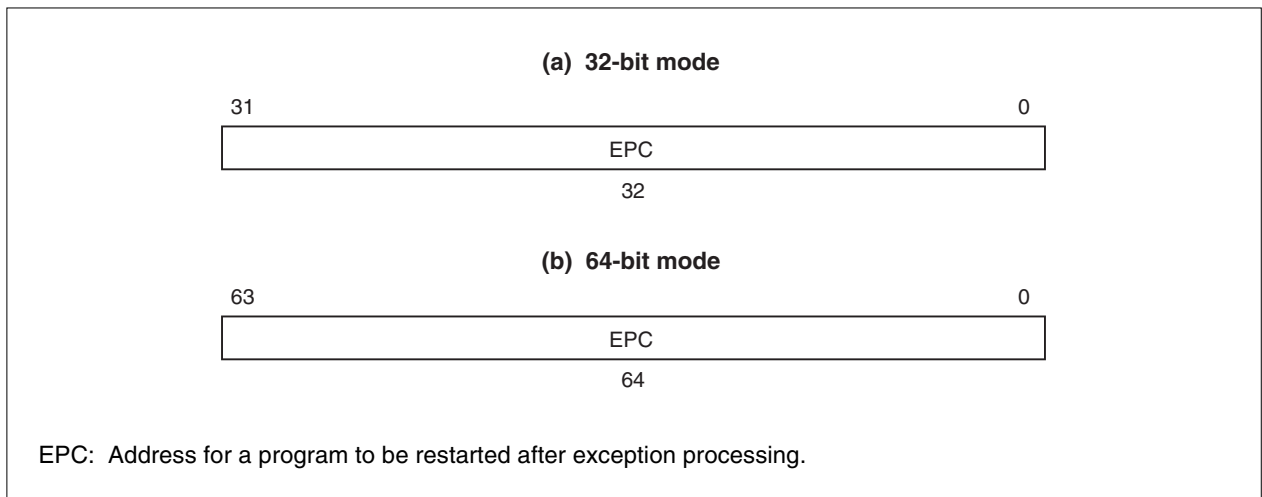 (a) 32-bit mode
31 0
EPC
32
(b) 64-bit mode
63 0
EPC
64
EPC: Address for a program to be restarted after exception processing.